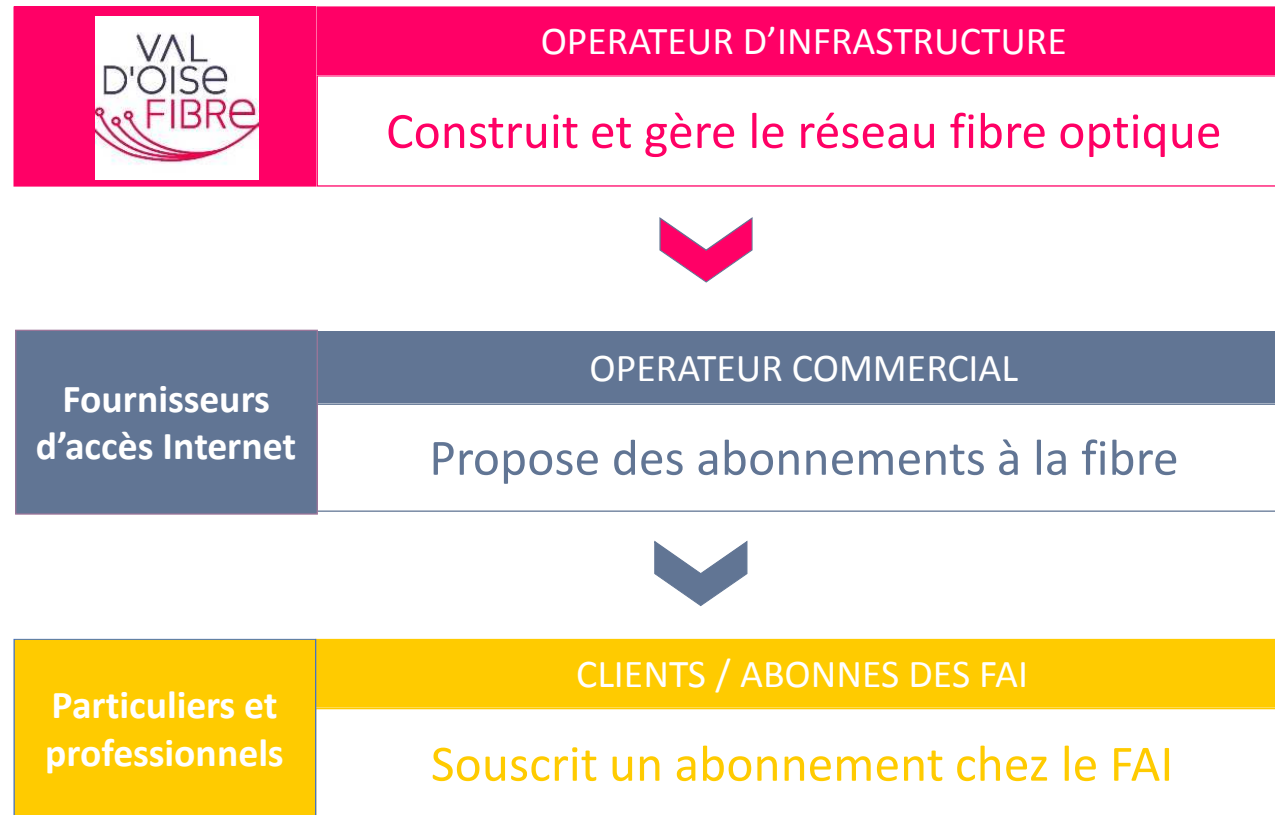 VAL
D'OISE
FIBRE
OPERATEUR D’INFRASTRUCTURE
Construit et gère le réseau fibre optique
Fournisseurs
d’accès Internet
OPERATEUR COMMERCIAL
Propose des abonnements à la fibre
Particuliers et
professionnels
CLIENTS / ABONNES DES FAI
Souscrit un abonnement chez le FAI